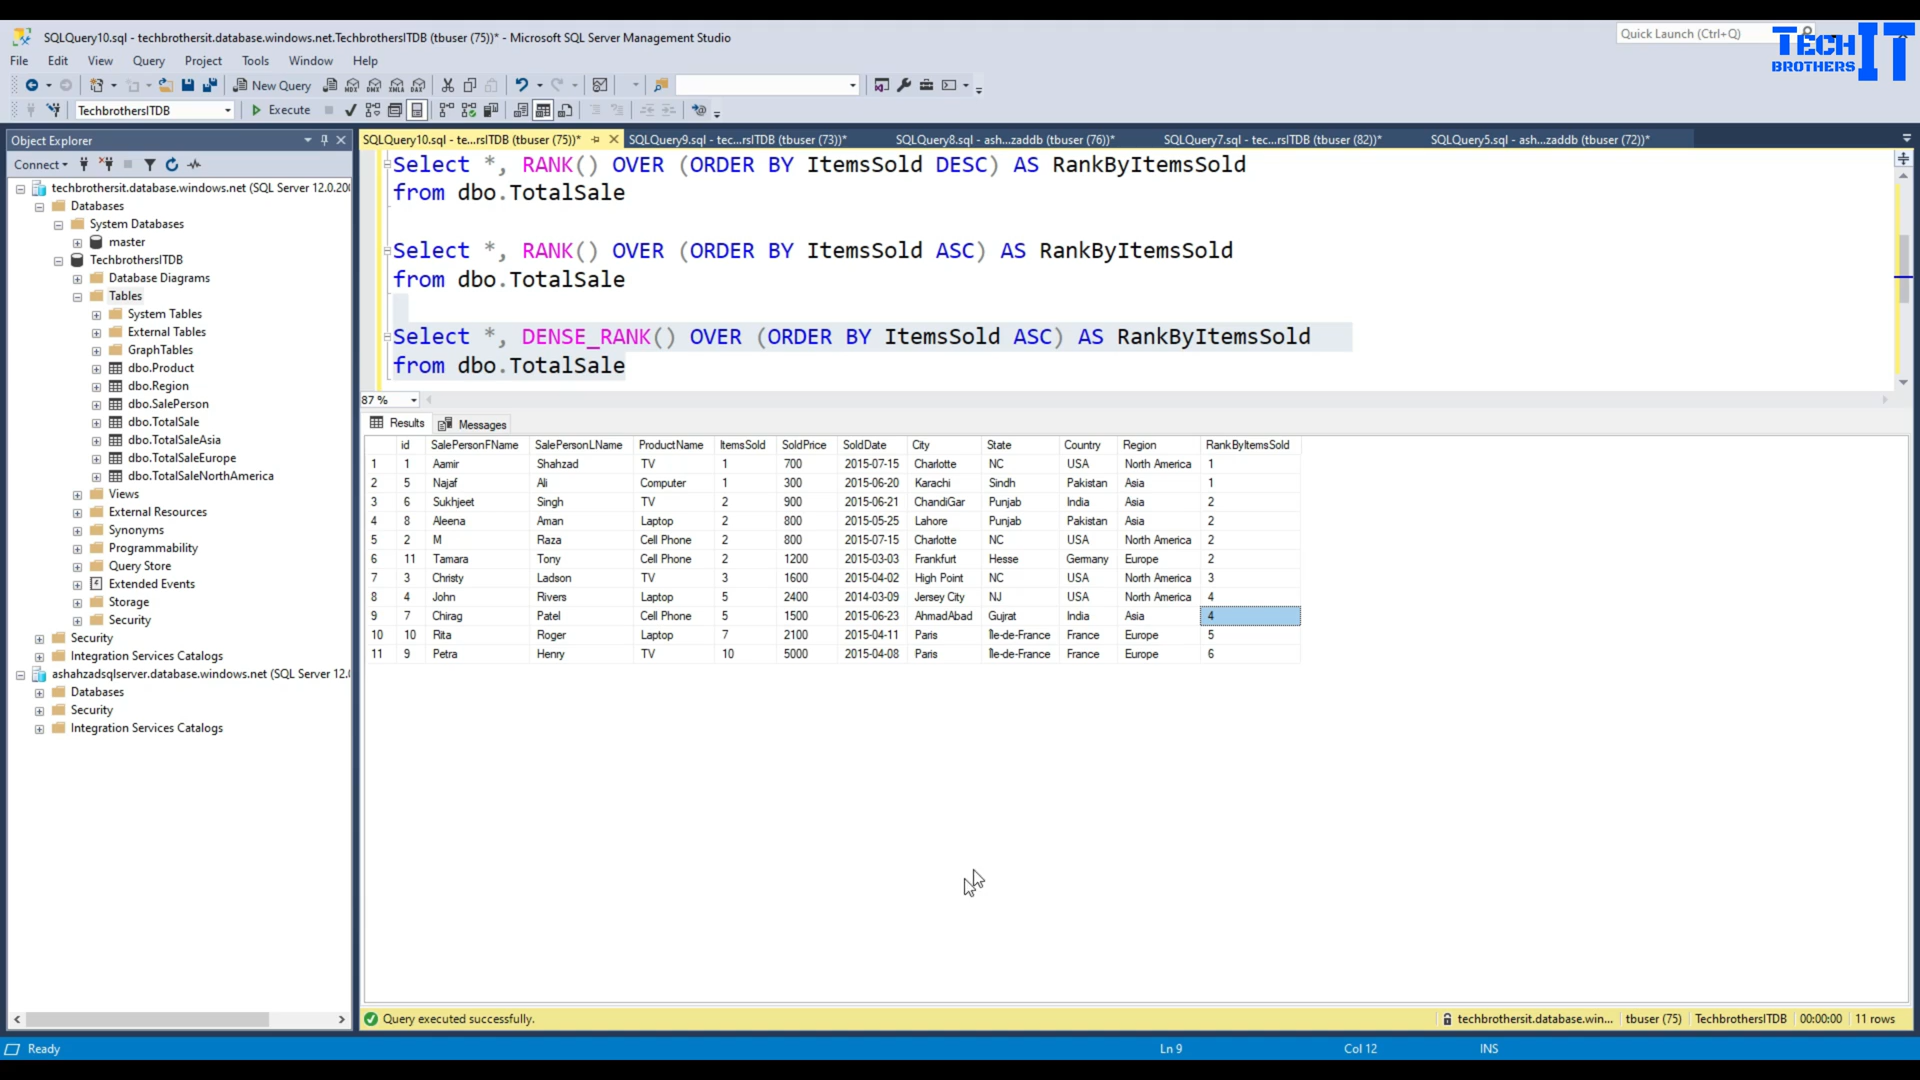 SQLQuery10.sql - techbrothersit.database.windows.net.TechbrothersITDB (tbuser (75))* - Microsoft SQL Server Management Studio
Quick Launch (Ctrl+Q)
TECH IT
BROTHERS
File Edit View Query Project Tools Window Help
New Query
TechbrothersITDB Execute
Object Explorer
SQLQuery10.sql - te...rsITDB (tbuser (75))* SQLQuery9.sql - tec...rsITDB (tbuser (73))* SQLQuery8.sql - ash...zaddb (tbuser (76))* SQLQuery7.sql - tec...rsITDB (tbuser (82))* SQLQuery5.sql - ash...zaddb (tbuser (72))*
Connect
techbrothersit.database.windows.net (SQL Server 12.0.200
Databases
System Databases
master
TechbrothersITDB
Database Diagrams
Tables
System Tables
External Tables
GraphTables
dbo.Product
dbo.Region
dbo.SalePerson
dbo.TotalSale
dbo.TotalSaleAsia
dbo.TotalSaleEurope
dbo.TotalSaleNorthAmerica
Views
External Resources
Synonyms
Programmability
Query Store
Extended Events
Storage
Security
Security
Integration Services Catalogs
ashahzadsqlserver.database.windows.net (SQL Server 12.0
Databases
Security
Integration Services Catalogs
Select *, RANK() OVER (ORDER BY ItemsSold DESC) AS RankByItemsSold
from dbo.TotalSale
Select *, RANK() OVER (ORDER BY ItemsSold ASC) AS RankByItemsSold
from dbo.TotalSale
Select *, DENSE_RANK() OVER (ORDER BY ItemsSold ASC) AS RankByItemsSold
from dbo.TotalSale
87 %
Results Messages
id SalePersonFName SalePersonLName ProductName ItemsSold SoldPrice SoldDate City State Country Region RankByItemsSold
1 1 Aamir Shahzad TV 1 700 2015-07-15 Charlotte NC USA North America 1
2 5 Najaf Ali Computer 1 300 2015-06-20 Karachi Sindh Pakistan Asia 1
3 6 Sukhjeet Singh TV 2 900 2015-06-21 ChandiGar Punjab India Asia 2
4 8 Aleena Aman Laptop 2 800 2015-05-25 Lahore Punjab Pakistan Asia 2
5 2 M Raza Cell Phone 2 800 2015-07-15 Charlotte NC USA North America 2
6 11 Tamara Tony Cell Phone 2 1200 2015-03-03 Frankfurt Hesse Germany Europe 2
7 3 Christy Ladson TV 3 1600 2015-04-02 High Point NC USA North America 3
8 4 John Rivers Laptop 5 2400 2014-03-09 Jersey City NJ USA North America 4
9 7 Chirag Patel Cell Phone 5 1500 2015-06-23 AhmadAbad Gujrat India Asia 4
10 10 Rita Roger Laptop 7 2100 2015-04-11 Paris Île-de-France France Europe 5
11 9 Petra Henry TV 10 5000 2015-04-08 Paris Île-de-France France Europe 6
Query executed successfully. techbrothersit.database.win... tbuser (75) TechbrothersITDB 00:00:00 11 rows
Ready Ln 9 Col 12 INS